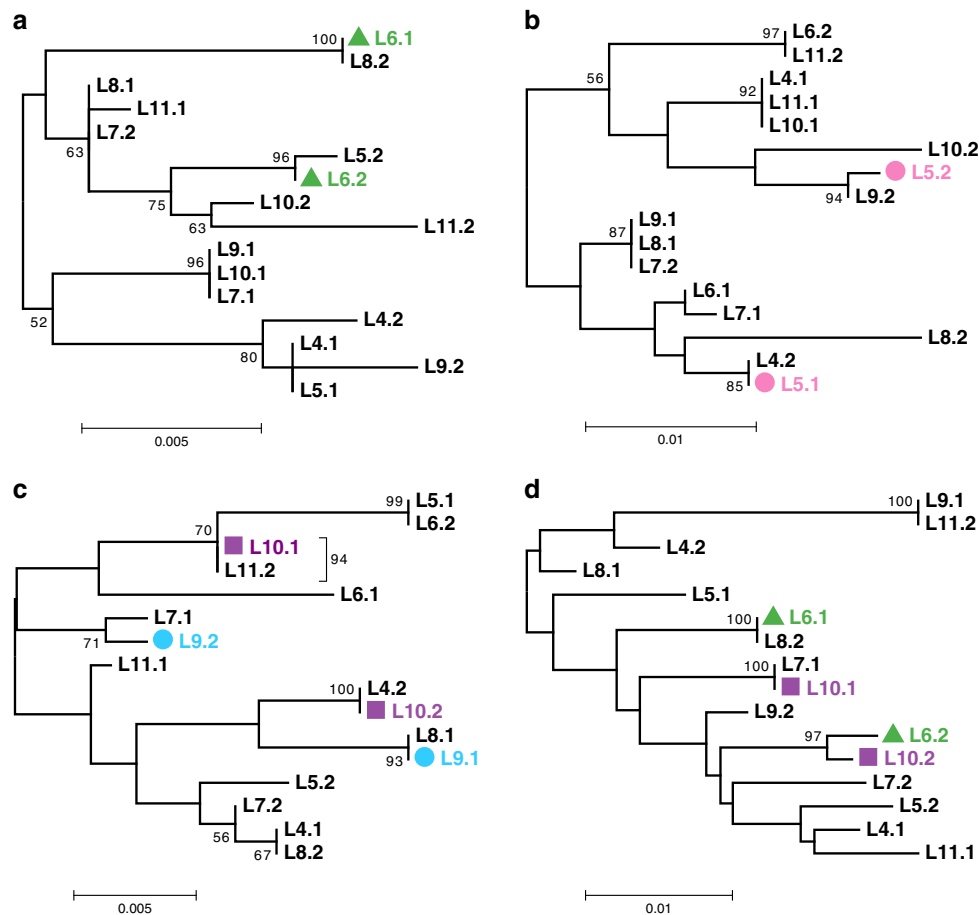 a
100
L6.1
L8.2
L8.1
L11.1
L7.2
63
96
L5.2
L6.2
75
L10.2
63
L11.2
L9.1
96
L10.1
L7.1
52
L4.2
80
L4.1
L9.2
L5.1
0.005
b
97
L6.2
L11.2
56
L4.1
92
L11.1
L10.1
L10.2
L5.2
94
L9.2
L9.1
87
L8.1
L7.2
L6.1
L7.1
L8.2
L4.2
85
L5.1
0.01
c
99
L5.1
L6.2
70
L10.1
94
L11.2
L6.1
L7.1
71
L9.2
L11.1
100
L4.2
L10.2
L8.1
93
L9.1
L5.2
L7.2
56
L4.1
67
L8.2
0.005
d
100
L9.1
L11.2
L4.2
L8.1
L5.1
100
L6.1
L8.2
100
L7.1
L10.1
L9.2
97
L6.2
L10.2
L7.2
L5.2
L4.1
L11.1
0.01